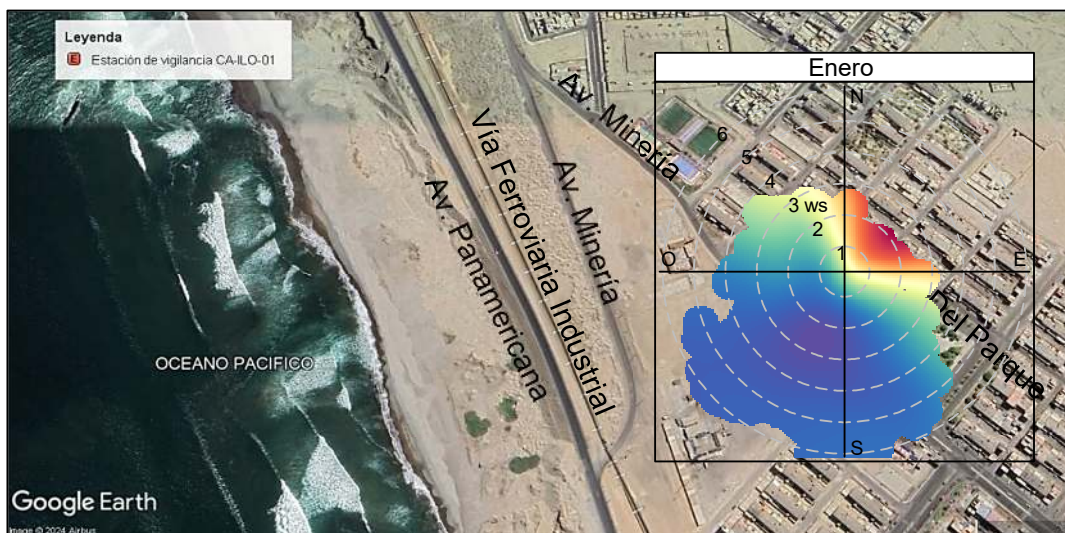 Leyenda
E Estación de vigilancia CA-ILO-01
Enero
N
Av. Minería
6
5
4
3 ws
2
1
O
E
Vía Ferroviaria Industrial
Av. Panamericana
Av. Minería
Del Parque
OCEANO PACIFICO
S
Google Earth
Image © 2024 Airbus